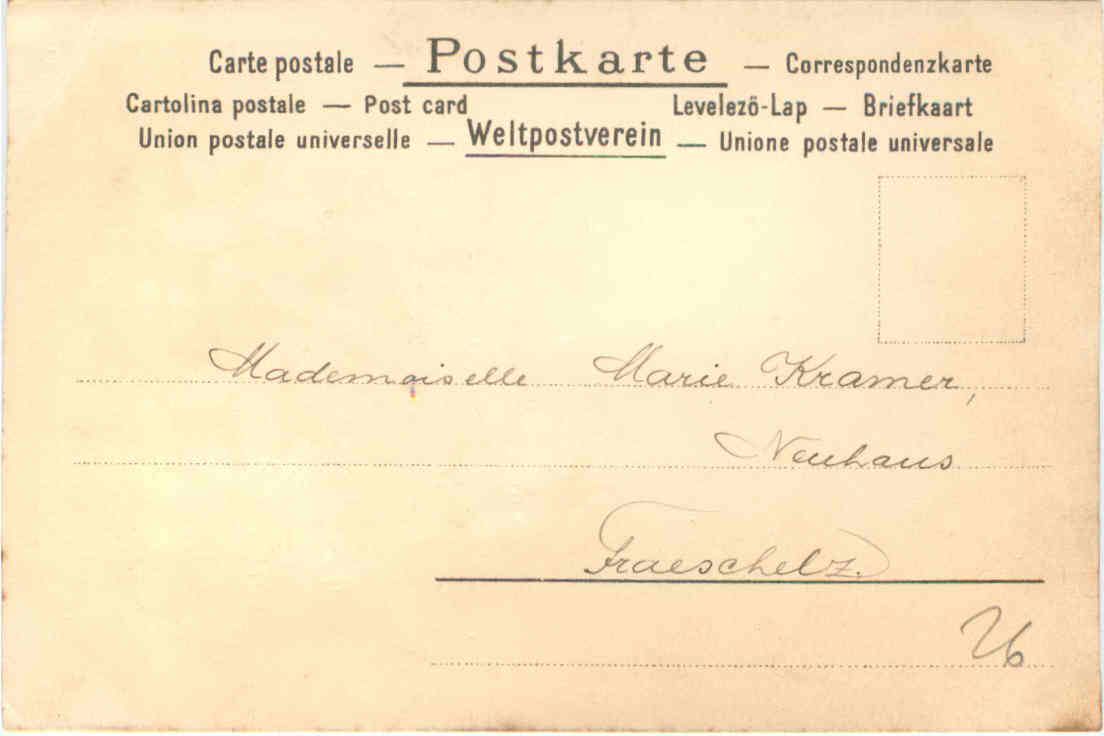 Carte postale — Postkarte — Correspondenzkarte
Cartolina postale — Post card Levelező-Lap — Briefkaart
Union postale universelle — Weltpostverein — Unione postale universale
Mademoiselle Marie Kramer,
Neuhaus
Fraeschelz.
26